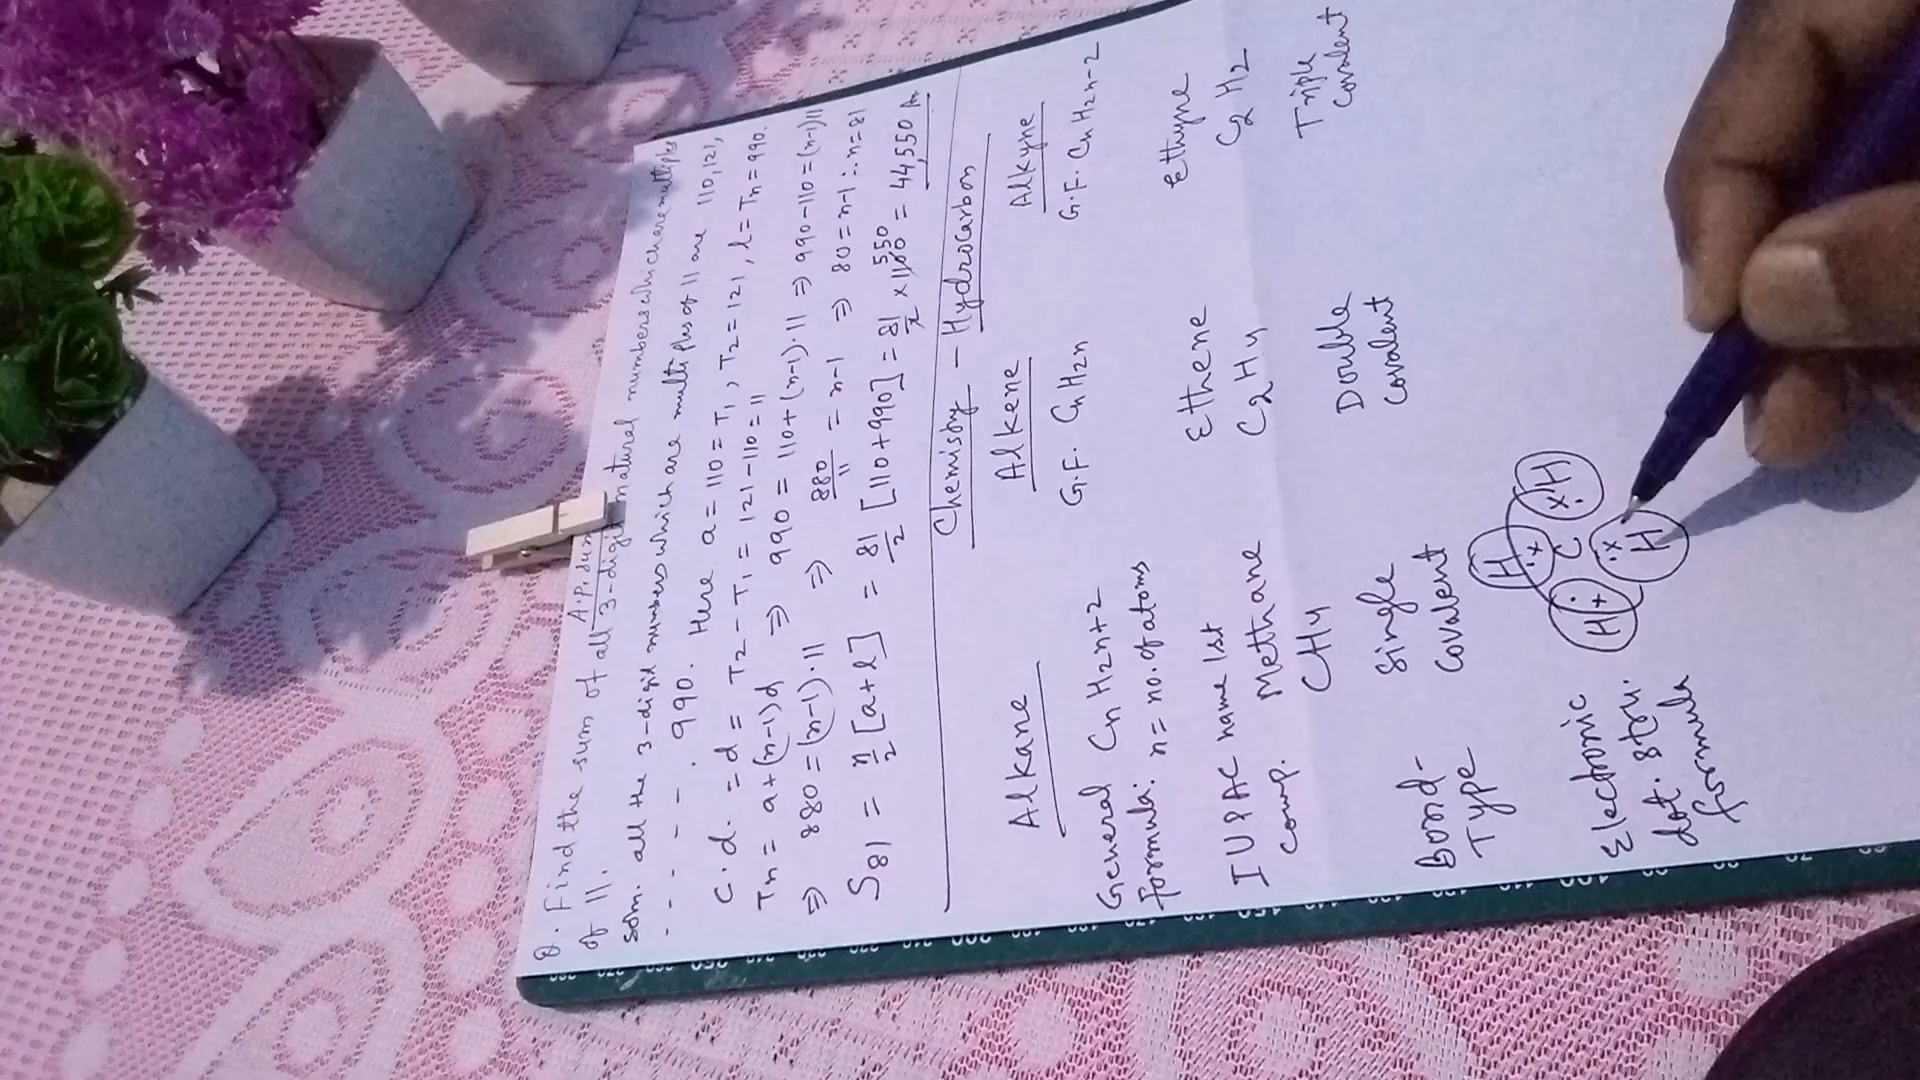 A.P. sum
Q. Find the sum of all 3-digit natural numbers which are multiples
of 11.
Soln. all the 3-digit numbers which are multiples of 11 are 110, 121,
- - - - . 990. Here a = 110 = T1, T2 = 121, l = Tn = 990.
C.d. = d = T2 - T1 = 121 - 110 = 11
Tn = a + (n-1)d ⇒ 990 = 110 + (n-1).11 ⇒ 990 - 110 = (n-1)11
⇒ 880 = (n-1).11 ⇒ 880/11 = n-1 ⇒ 80 = n-1 ∴ n = 81
S81 = n/2 [a+l] = 81/2 [110+990] = 81/2 × 1100 550 = 44,550 A
Chemistry - Hydrocarbon
Alkane Alkene Alkyne
General CnH2n+2 G.F. CnH2n G.F. CnH2n-2
formula: n = no. of atoms
IUPAC name 1st Methane Ethene Ethyne
comp. CH4 C2H4 C2H2
Bond- Single Double Triple
Type covalent covalent covalent
Electronic H
dot. stru. H C H
formula H